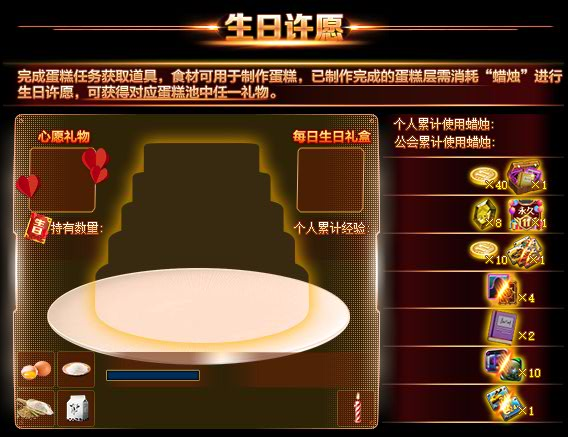 生日许愿
完成蛋糕任务获取道具，食材可用于制作蛋糕，已制作完成的蛋糕层需消耗“蜡烛”进行
生日许愿，可获得对应蛋糕池中任一礼物。
心愿礼物
每日生日礼盒
个人累计使用蜡烛：
公会累计使用蜡烛：
持有数量：
个人累计经验：
×40
×1
×8
永久
×1
×10
×1
×4
×2
×10
×1